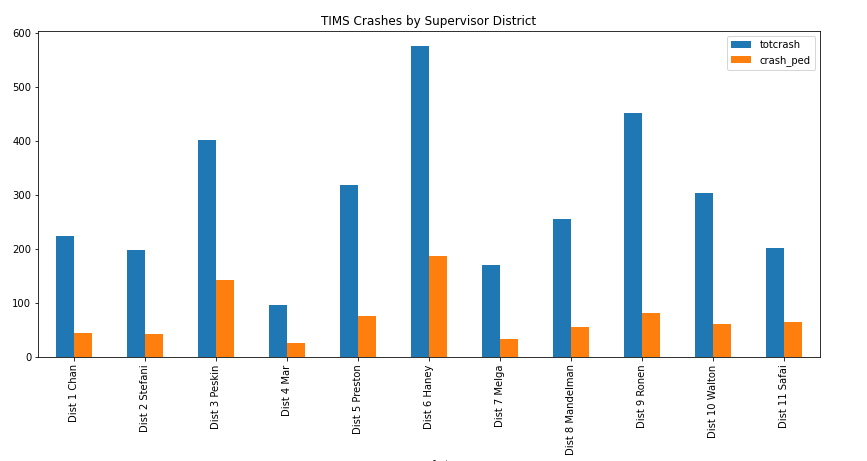 TIMS Crashes by Supervisor District
totcrash
crash_ped
600
500
400
300
200
100
0
Dist 1 Chan
Dist 2 Stefani
Dist 3 Peskin
Dist 4 Mar
Dist 5 Preston
Dist 6 Haney
Dist 7 Melga
Dist 8 Mandelman
Dist 9 Ronen
Dist 10 Walton
Dist 11 Safai